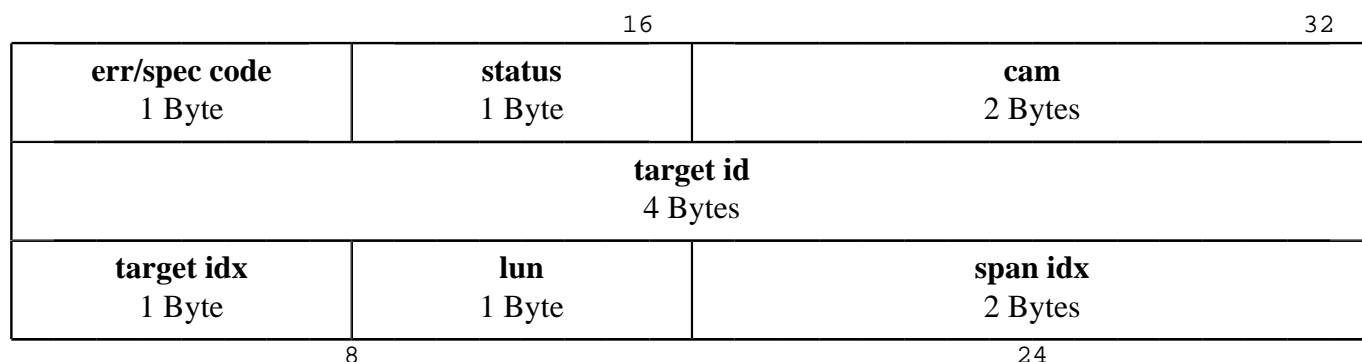 16 32
err/spec code status cam
1 Byte 1 Byte 2 Bytes
target id
4 Bytes
target idx lun span idx
1 Byte 1 Byte 2 Bytes
8 24